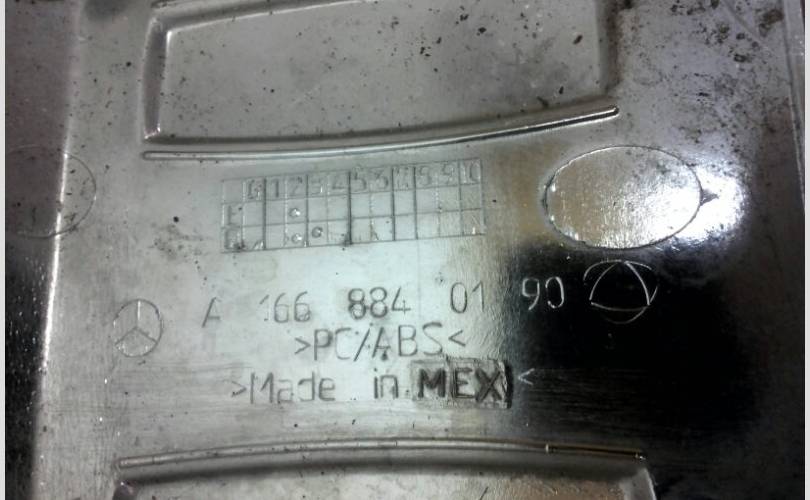 A 166 884 01 90
>PC/ABS<
>Made in MEX<